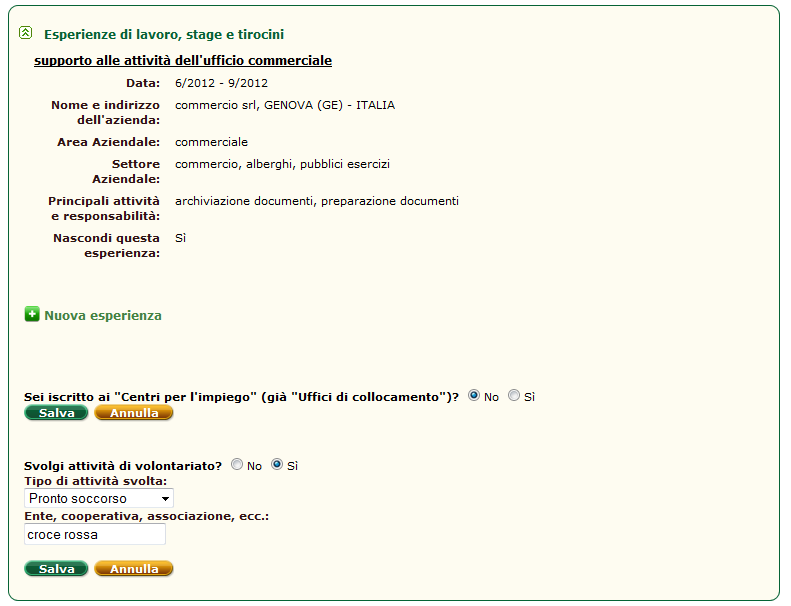 Esperienze di lavoro, stage e tirocini
supporto alle attività dell'ufficio commerciale
Data: 6/2012 - 9/2012
Nome e indirizzo commercio srl, GENOVA (GE) - ITALIA
dell'azienda:
Area Aziendale: commerciale
Settore commercio, alberghi, pubblici esercizi
Aziendale:
Principali attività archiviazione documenti, preparazione documenti
e responsabilità:
Nascondi questa Sì
esperienza:
Nuova esperienza
Sei iscritto ai "Centri per l'impiego" (già "Uffici di collocamento")? No Sì
Salva Annulla
Svolgi attività di volontariato? No Sì
Tipo di attività svolta:
Pronto soccorso
Ente, cooperativa, associazione, ecc.:
croce rossa
Salva Annulla